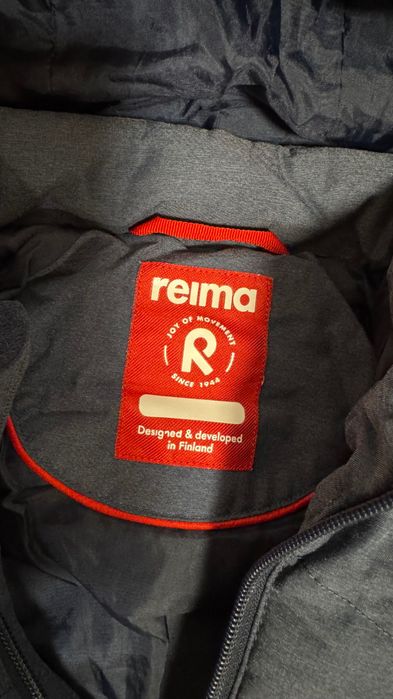 reima
JOY OF MOVEMENT
R
SINCE 1944
Designed & developed
in Finland